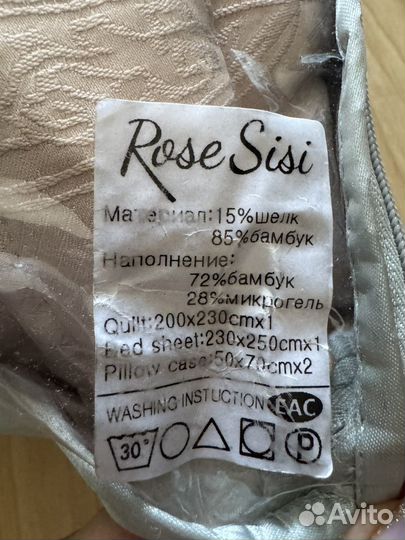 Rose Sisi
Материал:15%шелк
85%бамбук
Наполнение:
72%бамбук
28%микрогель
Quilt:200x230cmx1
Bed sheet:230x250cmx1
Pillow case:50x70cmx2
WASHING INSTUCTION EAC
30° P
Avito